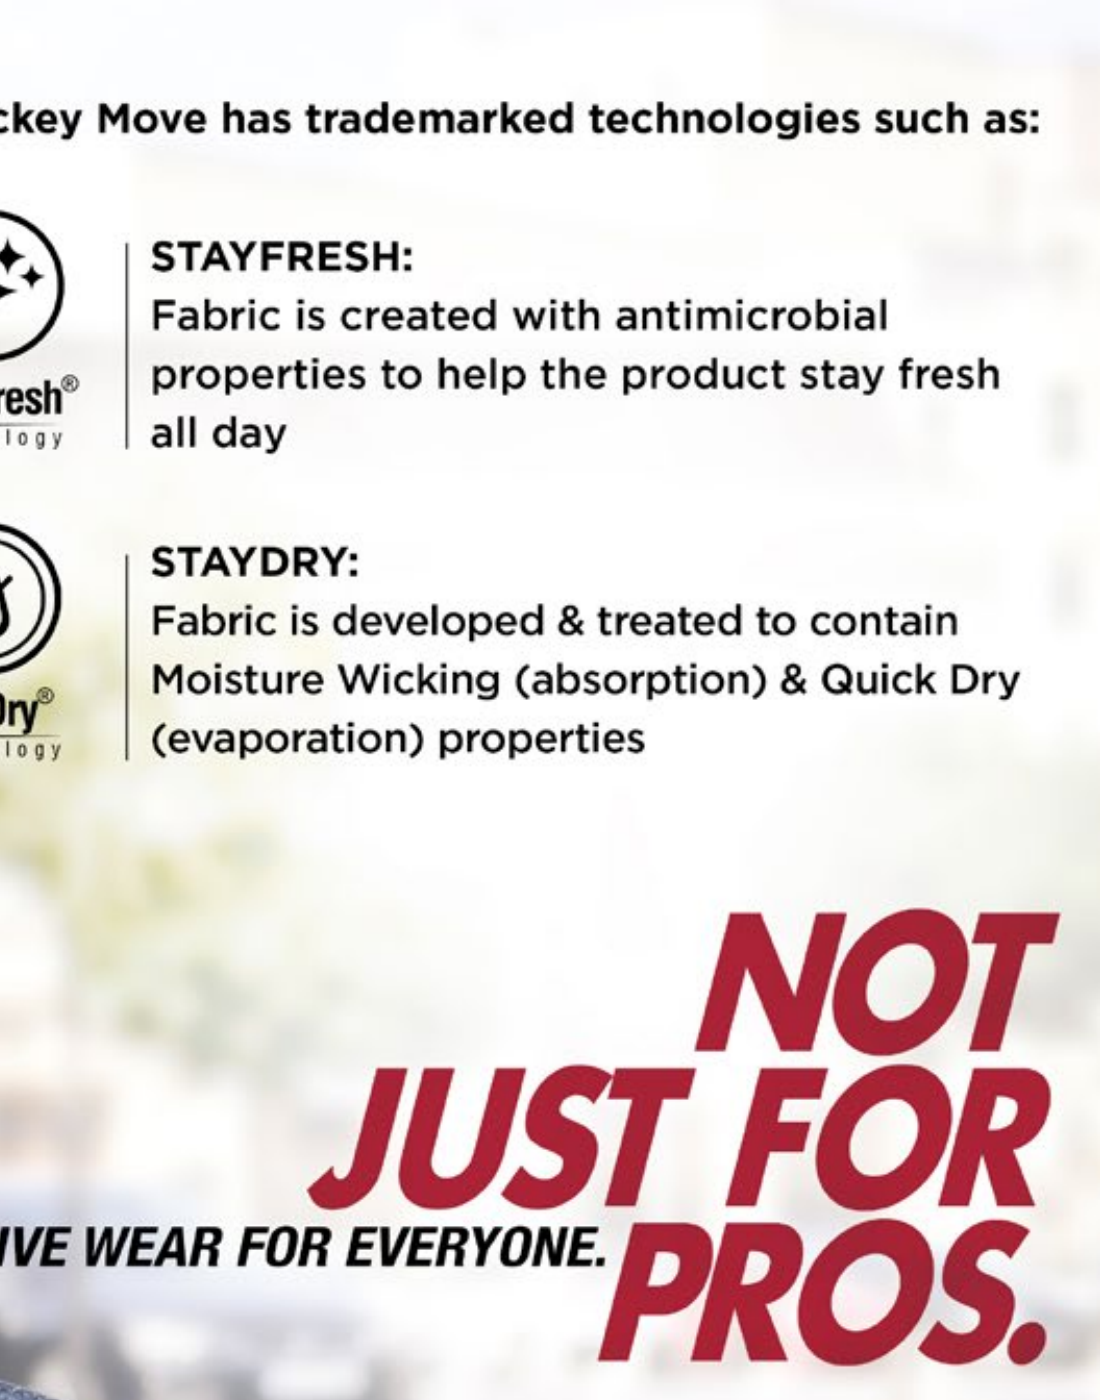 ckey Move has trademarked technologies such as:
STAYFRESH:
Fabric is created with antimicrobial
properties to help the product stay fresh
all day
resh®
logy
STAYDRY:
Fabric is developed & treated to contain
Moisture Wicking (absorption) & Quick Dry
(evaporation) properties
Dry®
logy
NOT
JUST FOR
IVE WEAR FOR EVERYONE.
PROS.